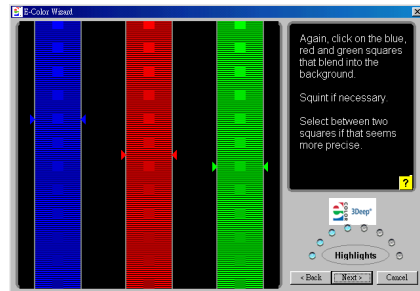 E-Color Wizard
Again, click on the blue,
red and green squares
that blend into the
background.
Squint if necessary.
Select between two
squares if that seems
more precise.
?
3Deep
Highlights
< Back
Next >
Cancel